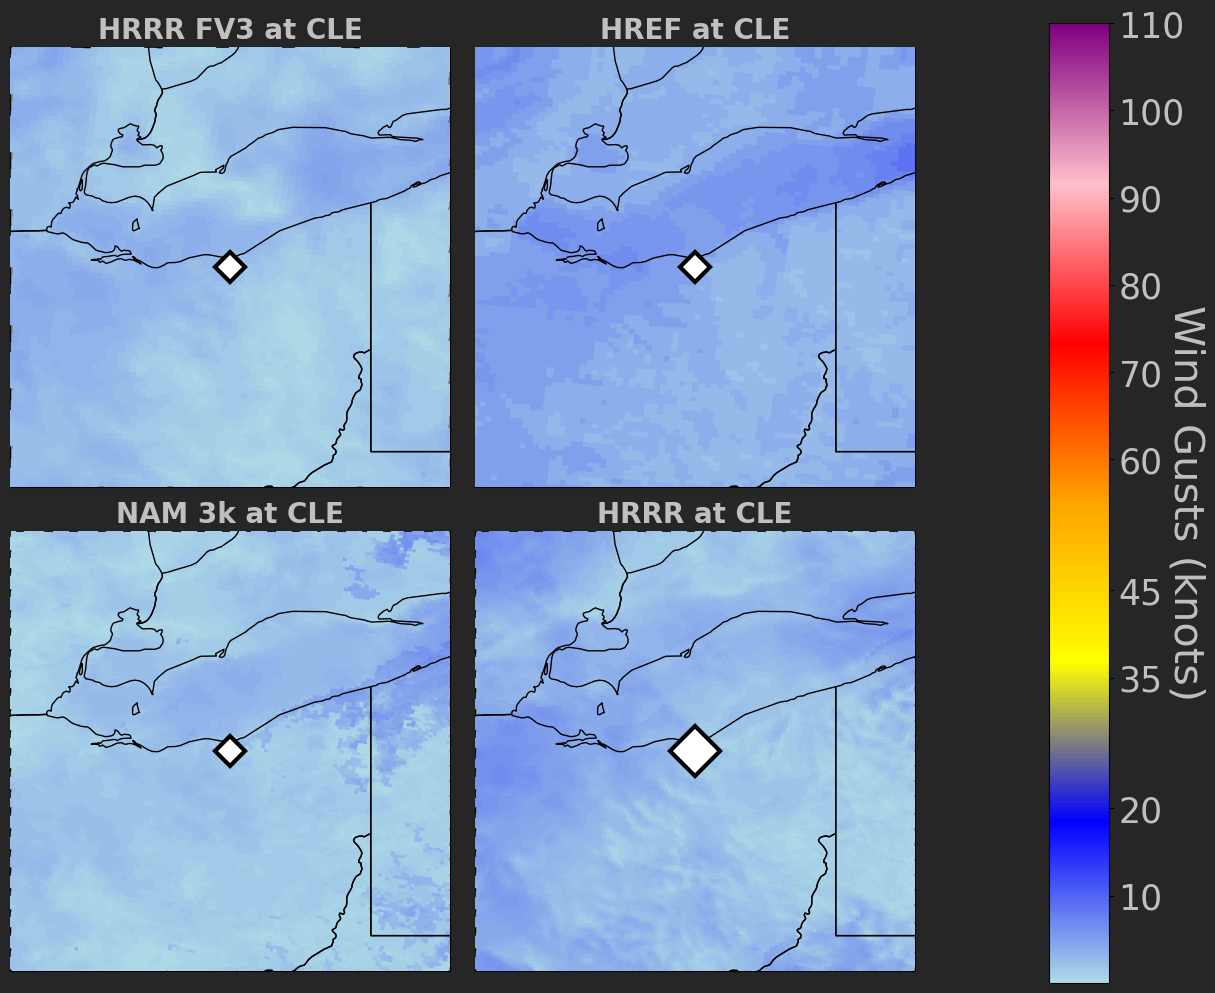 HRRR FV3 at CLE
HREF at CLE
NAM 3k at CLE
HRRR at CLE
110
100
90
80
70
60
45
35
20
10
Wind Gusts (knots)